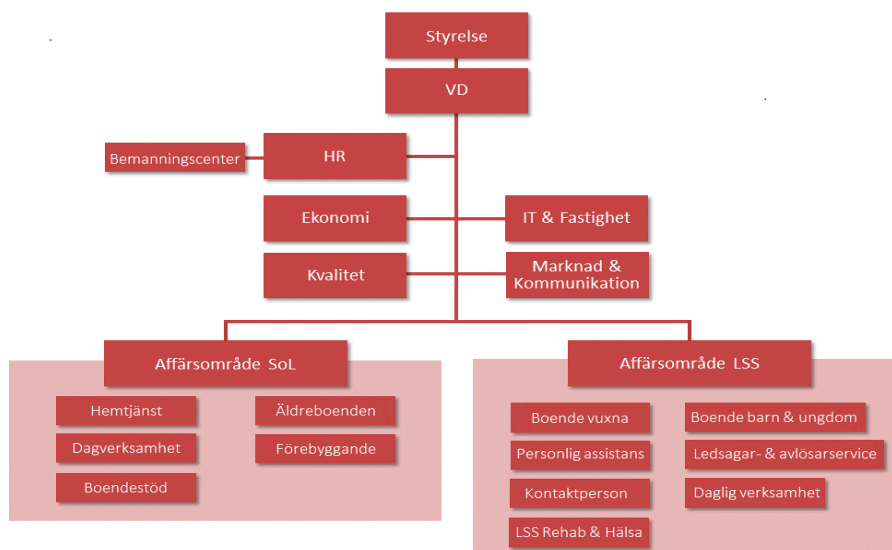 Styrelse
VD
Bemanningscenter
HR
Ekonomi
IT & Fastighet
Kvalitet
Marknad &
Kommunikation
Affärsområde SoL
Hemtjänst
Äldreboenden
Dagverksamhet
Förebyggande
Boendestöd
Affärsområde LSS
Boende vuxna
Boende barn & ungdom
Personlig assistans
Ledsagar- & avlösarservice
Kontaktperson
Daglig verksamhet
LSS Rehab & Hälsa